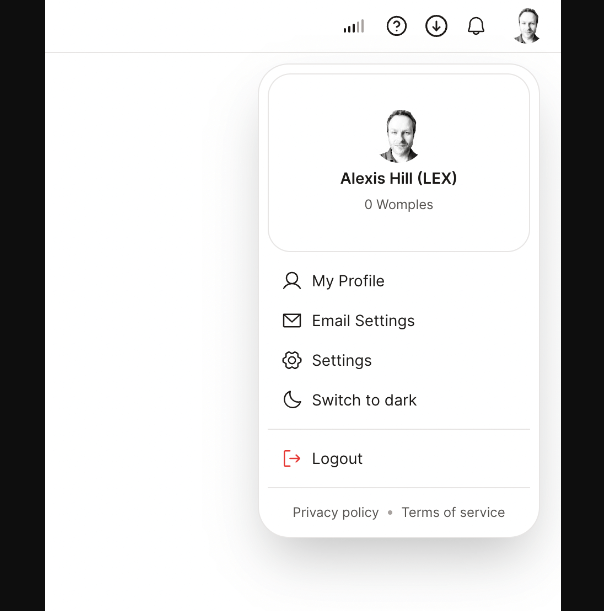 Alexis Hill (LEX)
0 Womples
My Profile
Email Settings
Settings
Switch to dark
Logout
Privacy policy • Terms of service